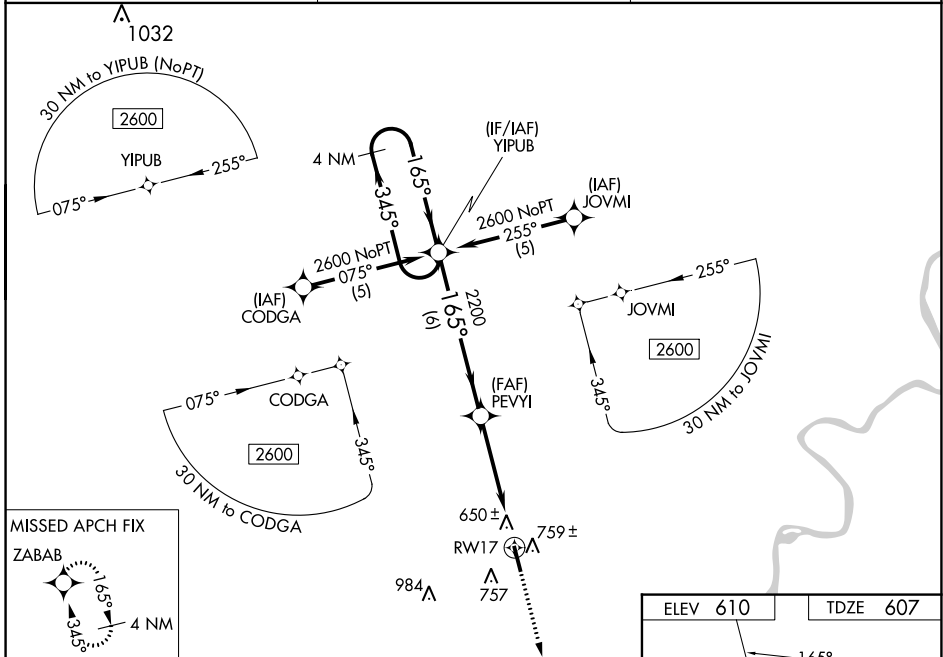 1032
30 NM to YIPUB (NoPT)
2600
YIPUB
075°
255°
4 NM
165°
345°
(IF/IAF)
YIPUB
(IAF)
JOVMI
2600 NoPT
255°
(5)
2600 NoPT
075°
(5)
(IAF)
CODGA
2200
165°
(6)
255°
JOVMI
2600
345°
30 NM to JOVMI
075°
CODGA
2600
345°
30 NM to CODGA
(FAF)
PEVYI
650 ±
RW17
759 ±
984
757
MISSED APCH FIX
ZABAB
165°
345°
4 NM
ELEV 610
TDZE 607
165°